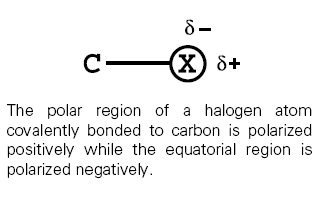 δ−
C X δ+
The polar region of a halogen atom
covalently bonded to carbon is polarized
positively while the equatorial region is
polarized negatively.